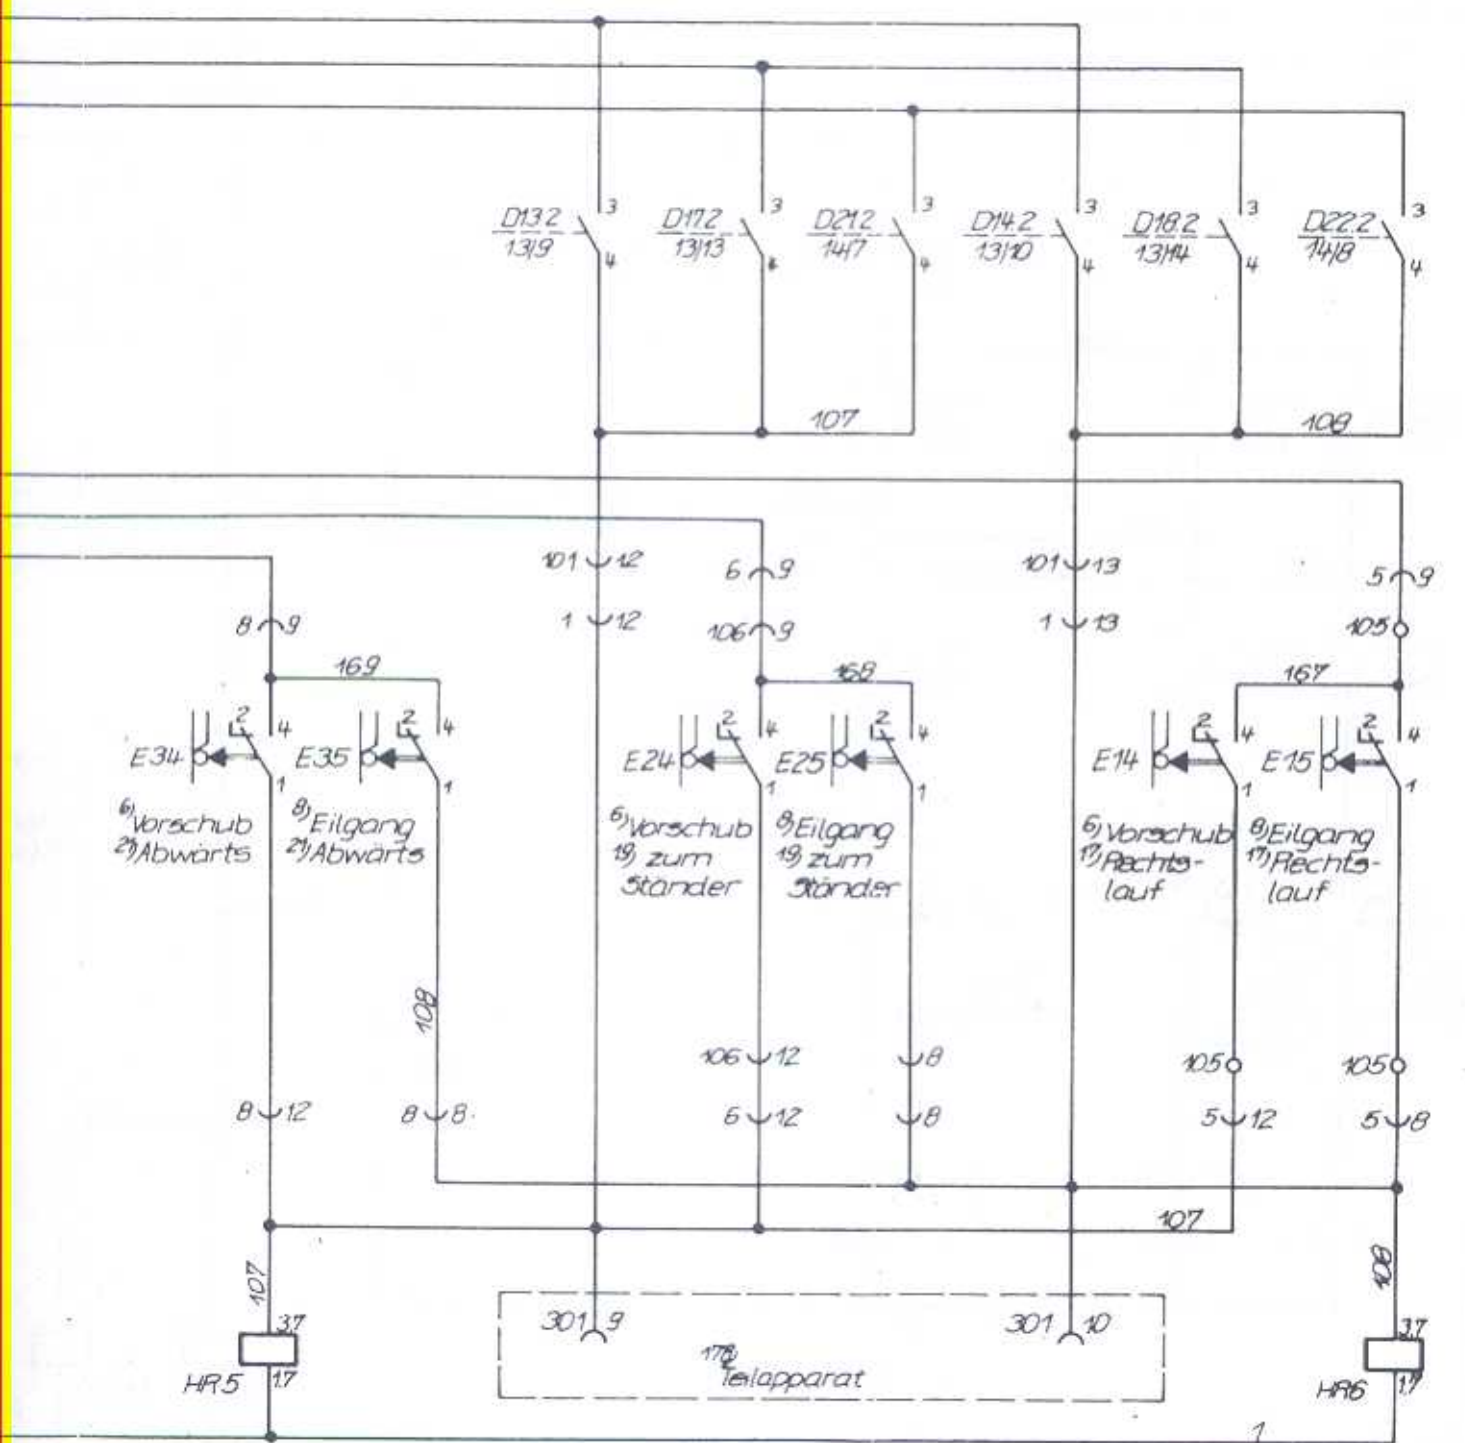 3 3 3 3 3 3
D13.2 D17.2 D21.2 D14.2 D18.2 D22.2
13/9 13/13 14/7 13/10 13/14 14/8
4 4 4 4 4 4
107 108
101 12 6 9 101 13 5 9
8 9 1 12 106 9 1 13 105
169 168 167
2 4 2 4 2 4 2 4 2 4 2 4
E34 E35 E24 E25 E14 E15
1 1 1 1 1 1
6) Vorschub 8) Eilgang 6) Vorschub 8) Eilgang 6) Vorschub 8) Eilgang
21) Abwärts 21) Abwärts 19) zum 19) zum 17) Rechts- 17) Rechts-
Ständer Ständer lauf lauf
108
106 12 8 105 105
8 12 8 8 6 12 8 5 12 5 8
107
107 108
301 9 301 10
37 37
Teilapparat
HR5 17 HR6 17
1